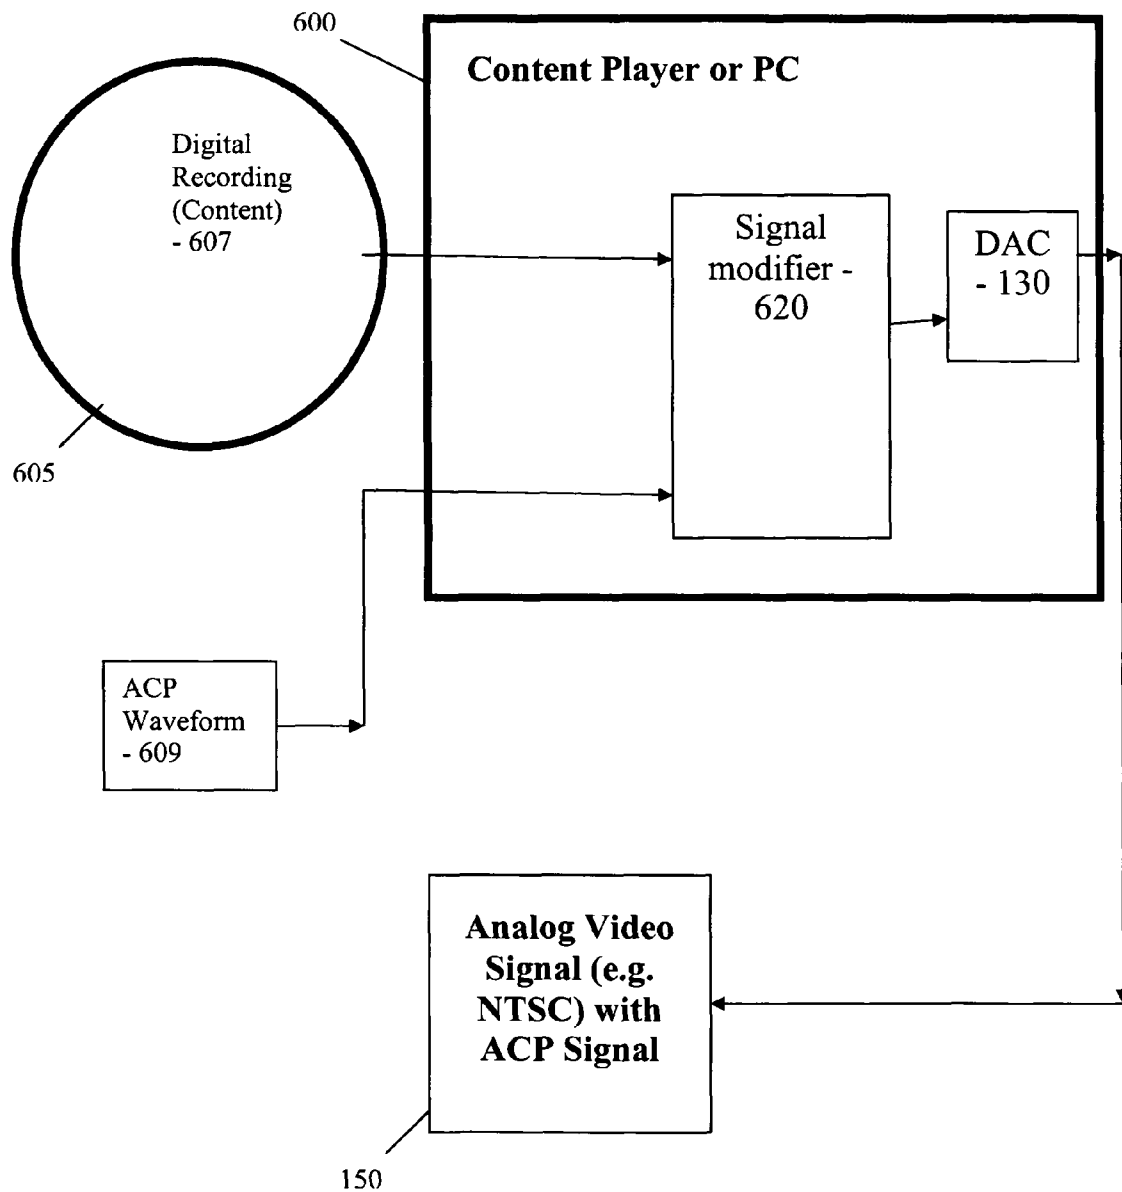 600
Content Player or PC
Digital
Recording
(Content)
- 607
Signal
modifier -
620
DAC
- 130
605
ACP
Waveform
- 609
Analog Video
Signal (e.g.
NTSC) with
ACP Signal
150